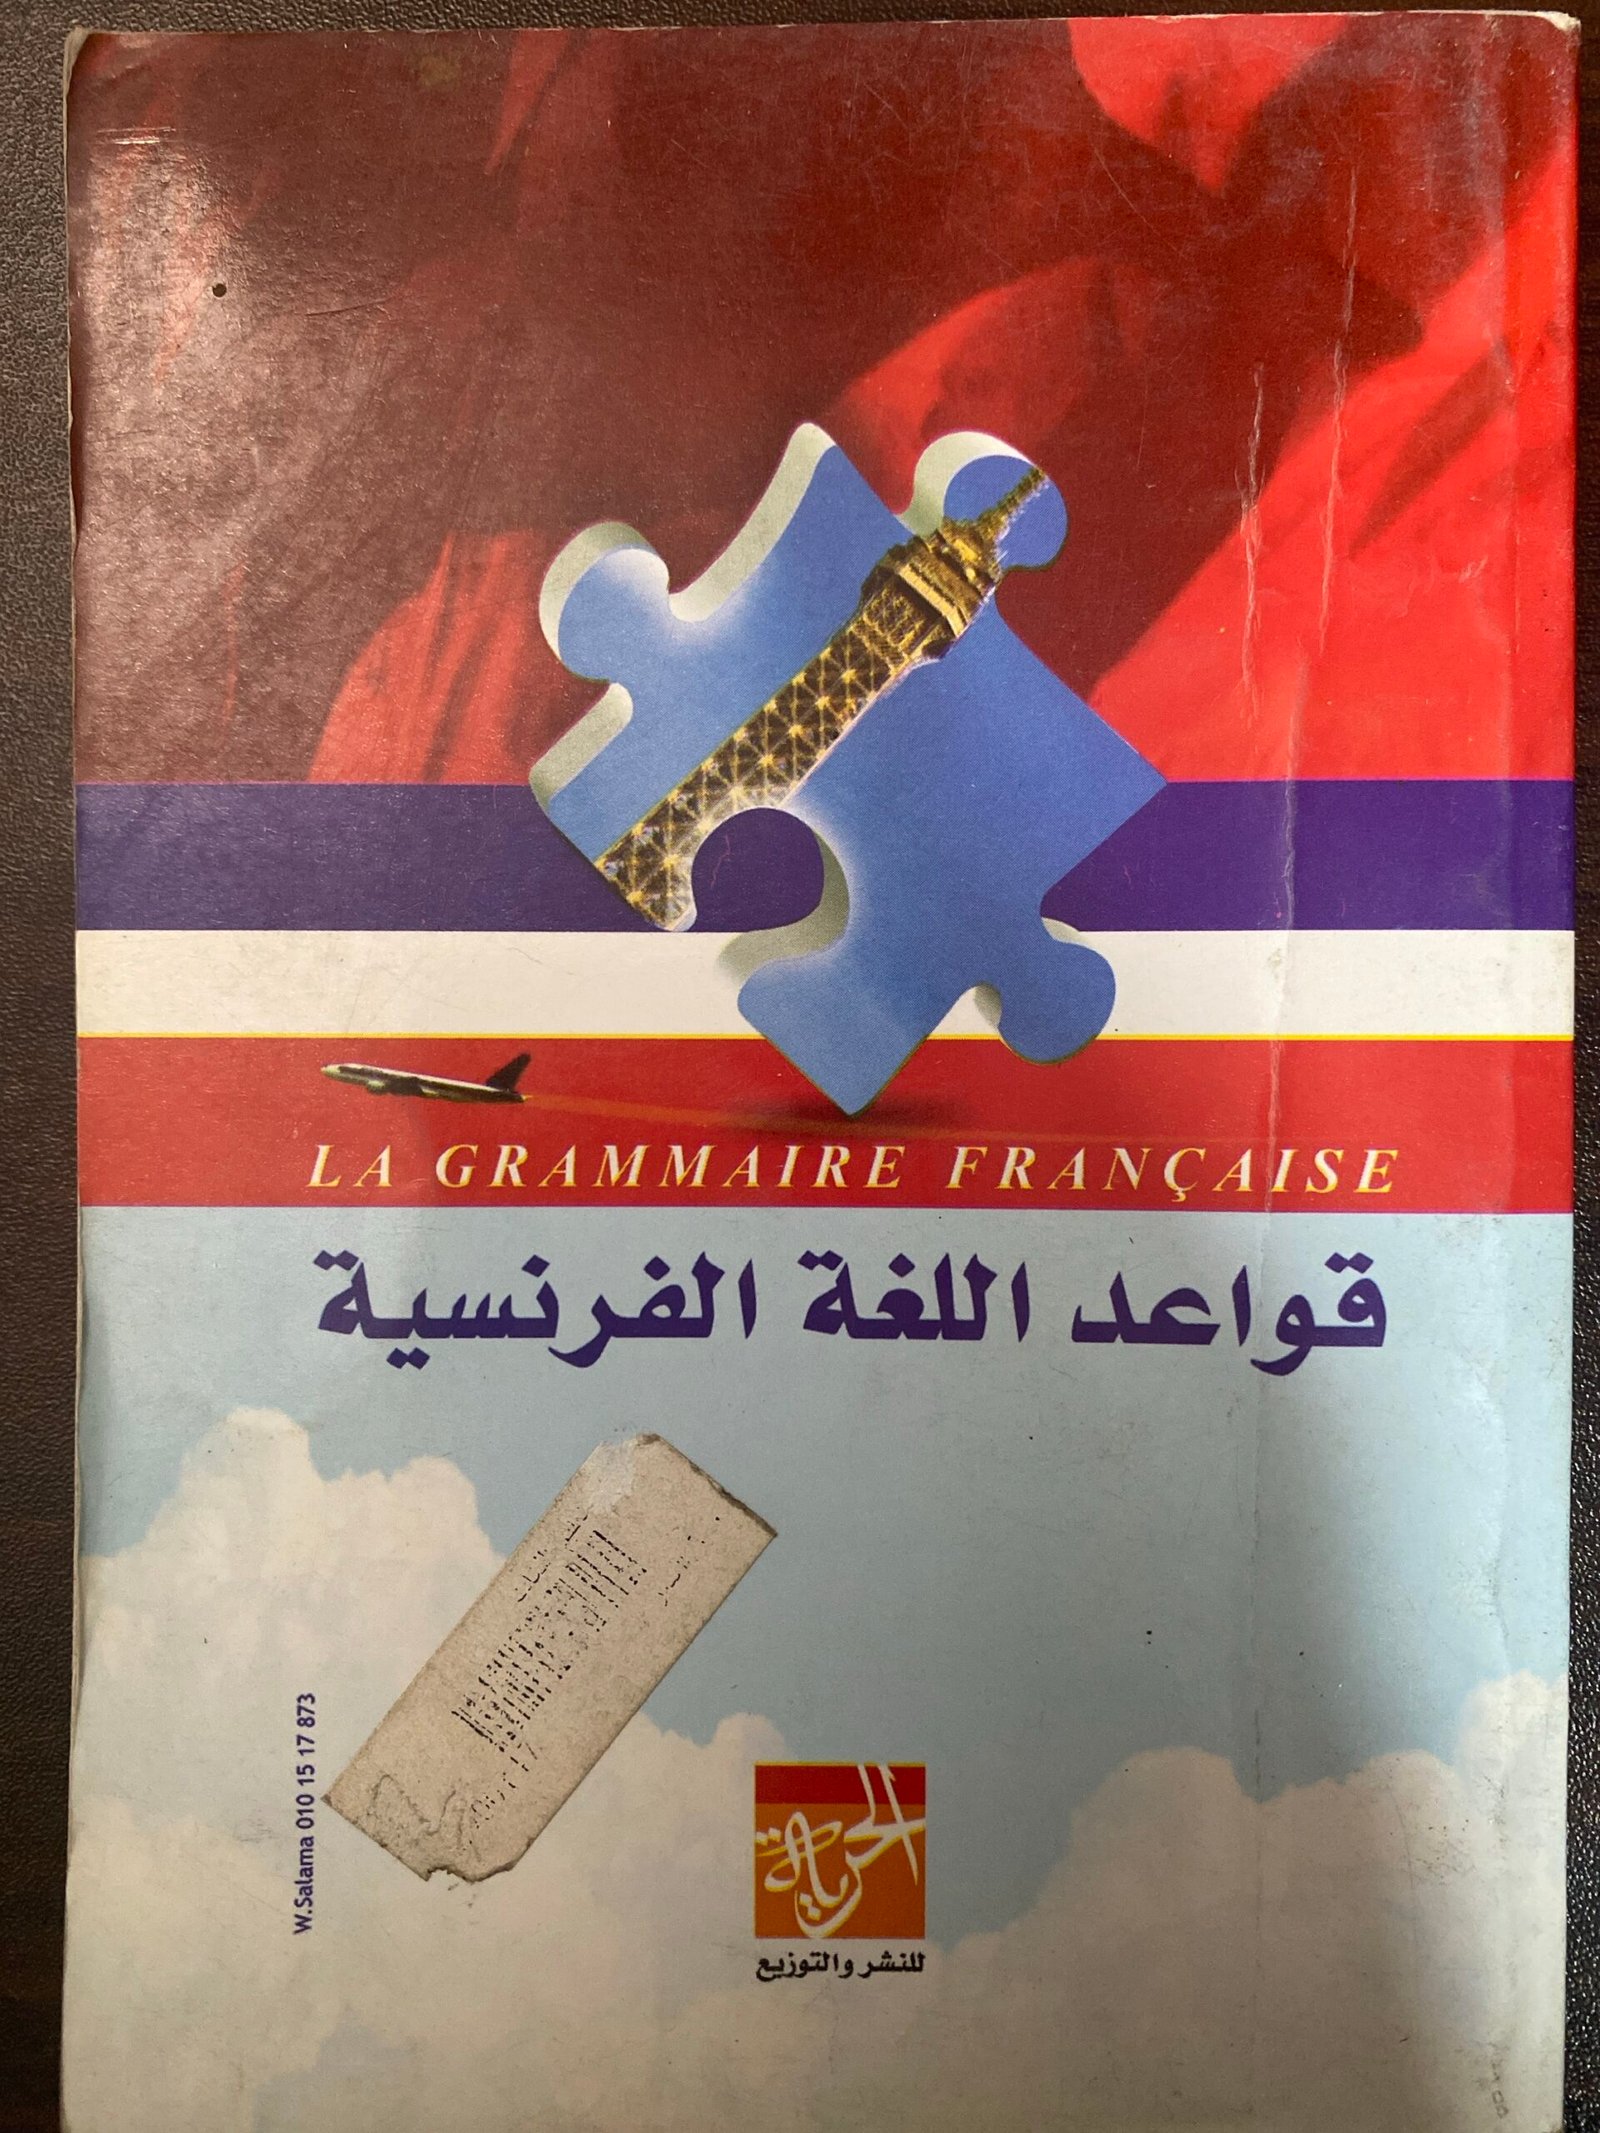 LA GRAMMAIRE FRANÇAISE
قواعد اللغة الفرنسية
W.Salama 010 15 17 873
الحرية
للنشر والتوزيع